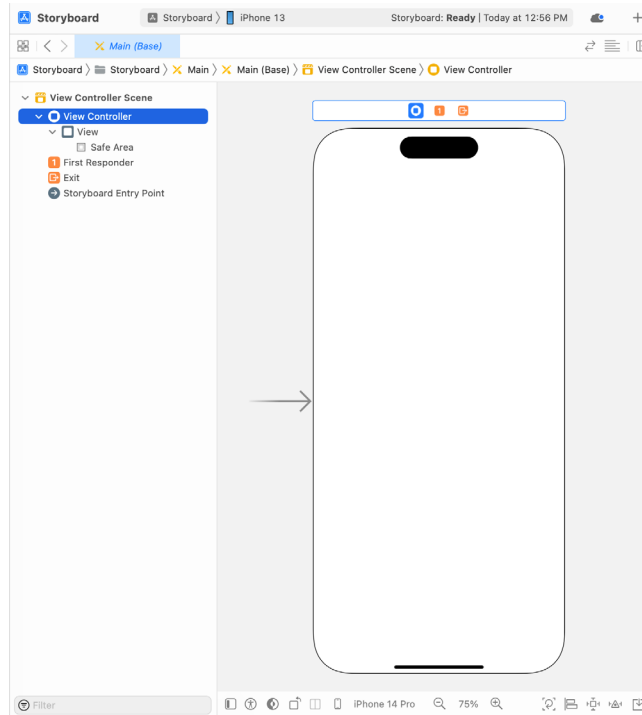 Storyboard
Storyboard 〉 iPhone 13
Storyboard: Ready | Today at 12:56 PM
Main (Base)
Storyboard 〉 Storyboard 〉 Main 〉 Main (Base) 〉 View Controller Scene 〉 View Controller
View Controller Scene
View Controller
View
Safe Area
1 First Responder
Exit
Storyboard Entry Point
1
Filter
iPhone 14 Pro
75%